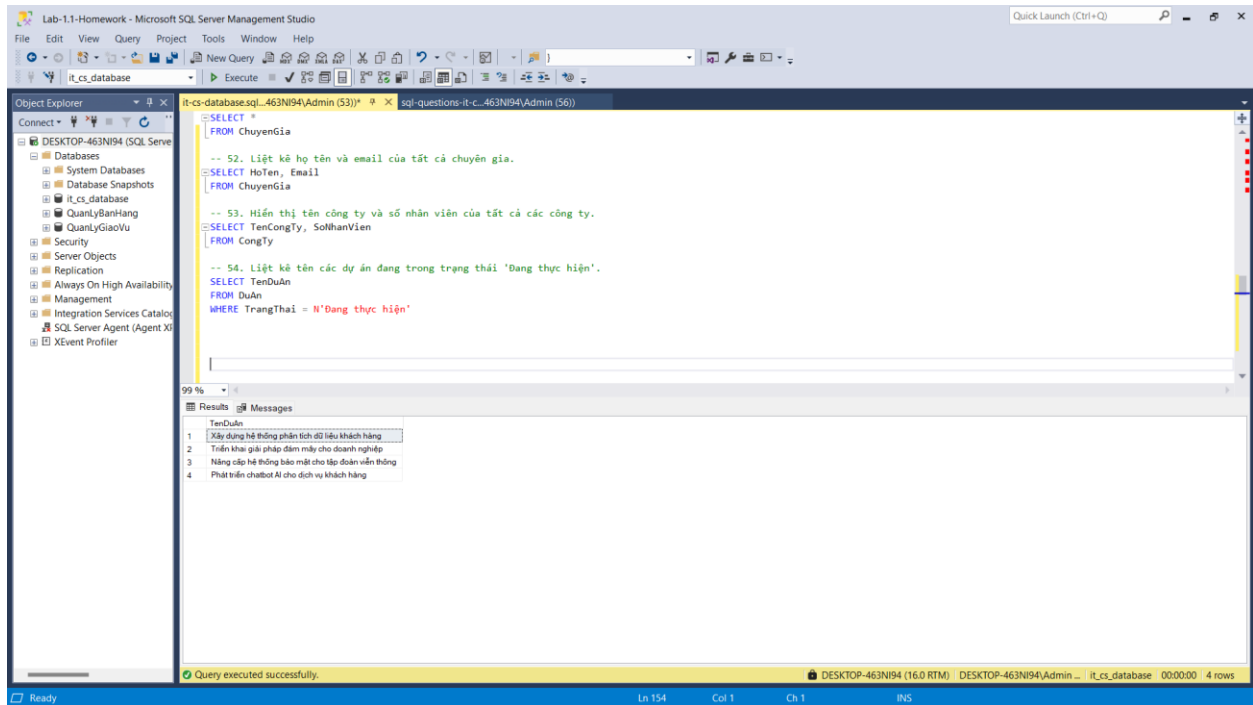 Lab-1.1-Homework - Microsoft SQL Server Management Studio
Quick Launch (Ctrl+Q)
File Edit View Query Project Tools Window Help
New Query
it_cs_database
Execute
Object Explorer
it-cs-database.sql...463NI94\Admin (53))*
sql-questions-it-c...463NI94\Admin (56))
Connect
DESKTOP-463NI94 (SQL Serve
Databases
System Databases
Database Snapshots
it_cs_database
QuanLyBanHang
QuanLyGiaoVu
Security
Server Objects
Replication
Always On High Availability
Management
Integration Services Catalog
SQL Server Agent (Agent XP
XEvent Profiler
SELECT *
FROM ChuyenGia
-- 52. Liệt kê họ tên và email của tất cả chuyên gia.
SELECT HoTen, Email
FROM ChuyenGia
-- 53. Hiển thị tên công ty và số nhân viên của tất cả các công ty.
SELECT TenCongTy, SoNhanVien
FROM CongTy
-- 54. Liệt kê tên các dự án đang trong trạng thái 'Đang thực hiện'.
SELECT TenDuAn
FROM DuAn
WHERE TrangThai = N'Đang thực hiện'
99 %
Results Messages
TenDuAn
1 Xây dựng hệ thống phân tích dữ liệu khách hàng
2 Triển khai giải pháp đám mây cho doanh nghiệp
3 Nâng cấp hệ thống bảo mật cho tập đoàn viễn thông
4 Phát triển chatbot AI cho dịch vụ khách hàng
Query executed successfully.
DESKTOP-463NI94 (16.0 RTM) DESKTOP-463NI94\Admin ... it_cs_database 00:00:00 4 rows
Ready Ln 154 Col 1 Ch 1 INS